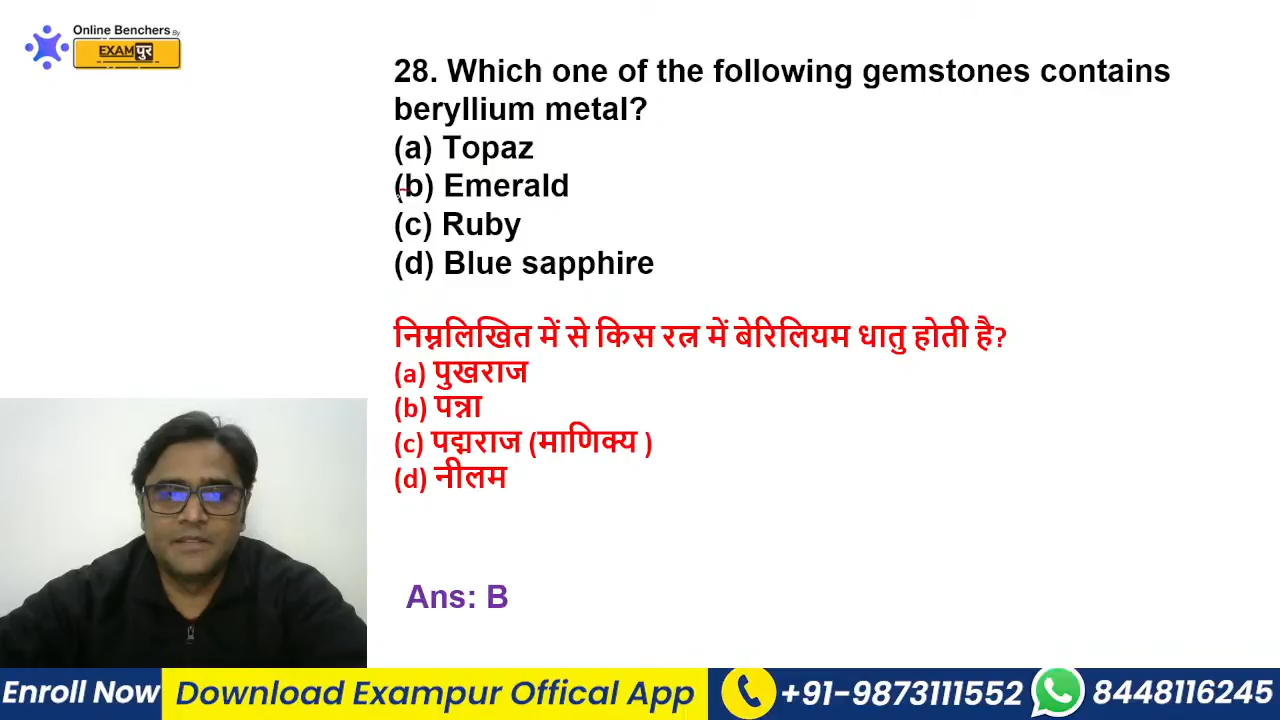 Online Benchers By
EXAMपुर
28. Which one of the following gemstones contains
beryllium metal?
(a) Topaz
(b) Emerald
(c) Ruby
(d) Blue sapphire
निम्नलिखित में से किस रत्न में बेरिलियम धातु होती है?
(a) पुखराज
(b) पन्ना
(c) पद्मराज (माणिक्य )
(d) नीलम
Ans: B
Enroll Now
Download Exampur Offical App
+91-9873111552
8448116245